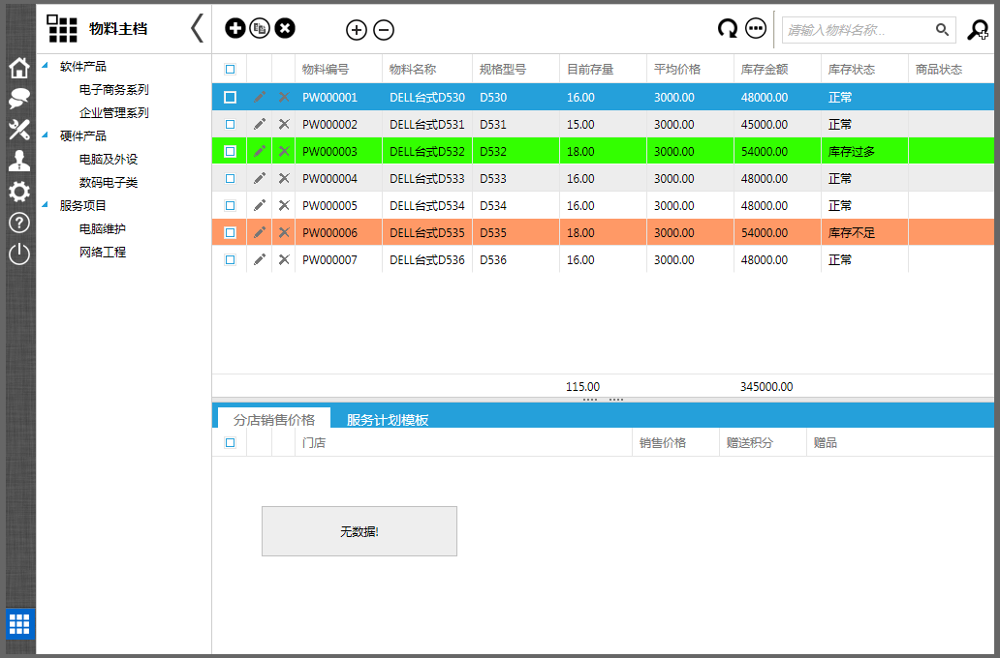 物料主档
请输入物料名称...
软件产品
电子商务系列
企业管理系列
硬件产品
电脑及外设
数码电子类
服务项目
电脑维护
网络工程
物料编号 物料名称 规格型号 目前存量 平均价格 库存金额 库存状态 商品状态
PW000001 DELL台式D530 D530 16.00 3000.00 48000.00 正常
PW000002 DELL台式D531 D531 15.00 3000.00 45000.00 正常
PW000003 DELL台式D532 D532 18.00 3000.00 54000.00 库存过多
PW000004 DELL台式D533 D533 16.00 3000.00 48000.00 正常
PW000005 DELL台式D534 D534 16.00 3000.00 48000.00 正常
PW000006 DELL台式D535 D535 18.00 3000.00 54000.00 库存不足
PW000007 DELL台式D536 D536 16.00 3000.00 48000.00 正常
115.00 345000.00
分店销售价格 服务计划模板
门店 销售价格 赠送积分 赠品
无数据!